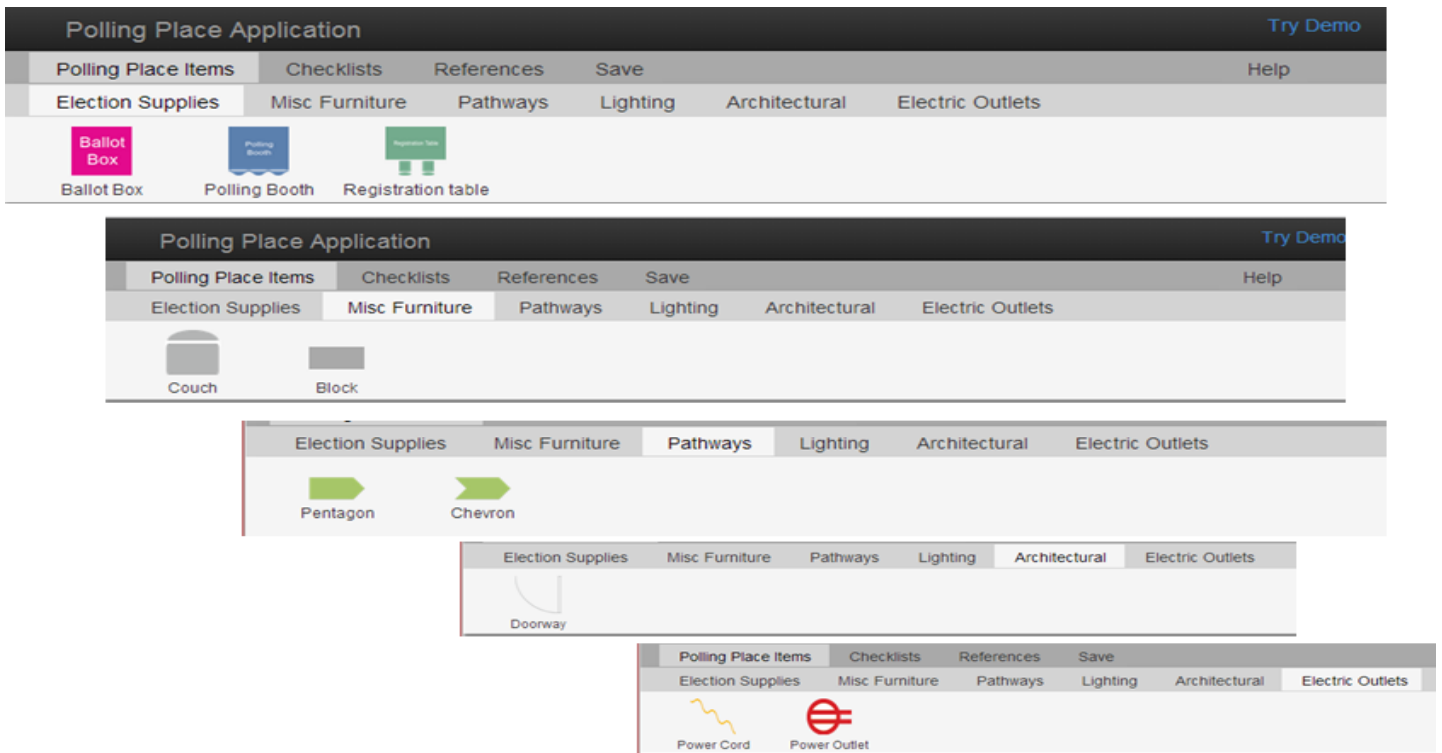 Polling Place Application Try Demo
Polling Place Items Checklists References Save Help
Election Supplies Misc Furniture Pathways Lighting Architectural Electric Outlets
Ballot Box
Polling Booth
Registration Table
Ballot Box Polling Booth Registration table
Polling Place Application Try Demo
Polling Place Items Checklists References Save Help
Election Supplies Misc Furniture Pathways Lighting Architectural Electric Outlets
Couch Block
Election Supplies Misc Furniture Pathways Lighting Architectural Electric Outlets
Pentagon Chevron
Election Supplies Misc Furniture Pathways Lighting Architectural Electric Outlets
Doorway
Polling Place Items Checklists References Save
Election Supplies Misc Furniture Pathways Lighting Architectural Electric Outlets
Power Cord Power Outlet